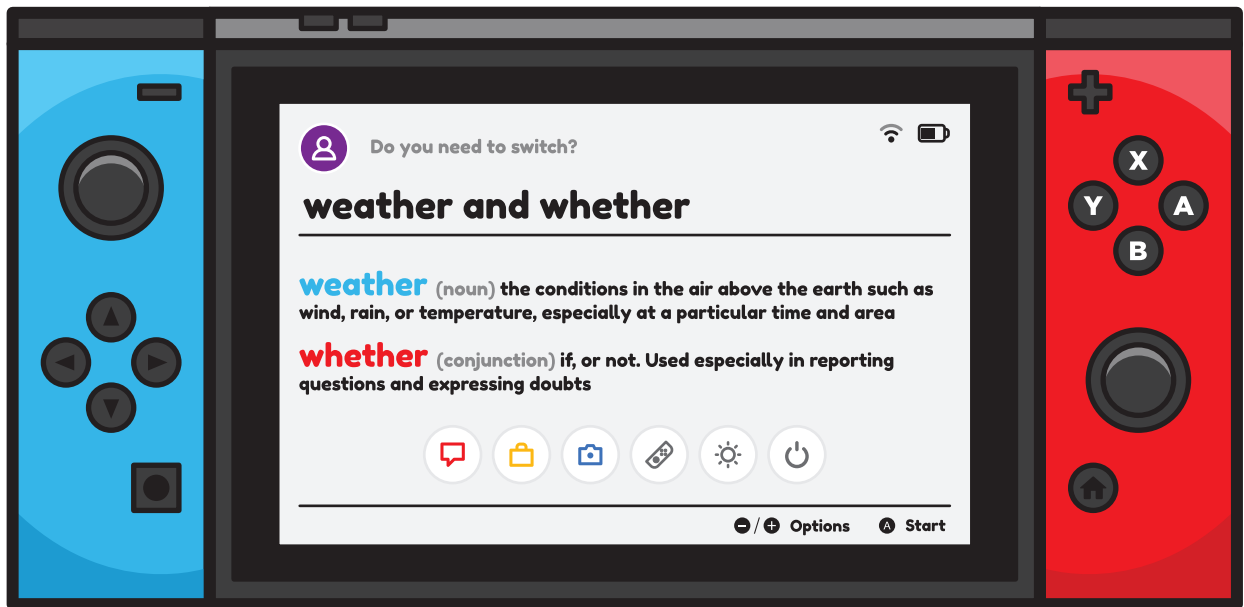 Do you need to switch?
weather and whether
weather (noun) the conditions in the air above the earth such as
wind, rain, or temperature, especially at a particular time and area
whether (conjunction) if, or not. Used especially in reporting
questions and expressing doubts
/ Options A Start
X
Y A
B